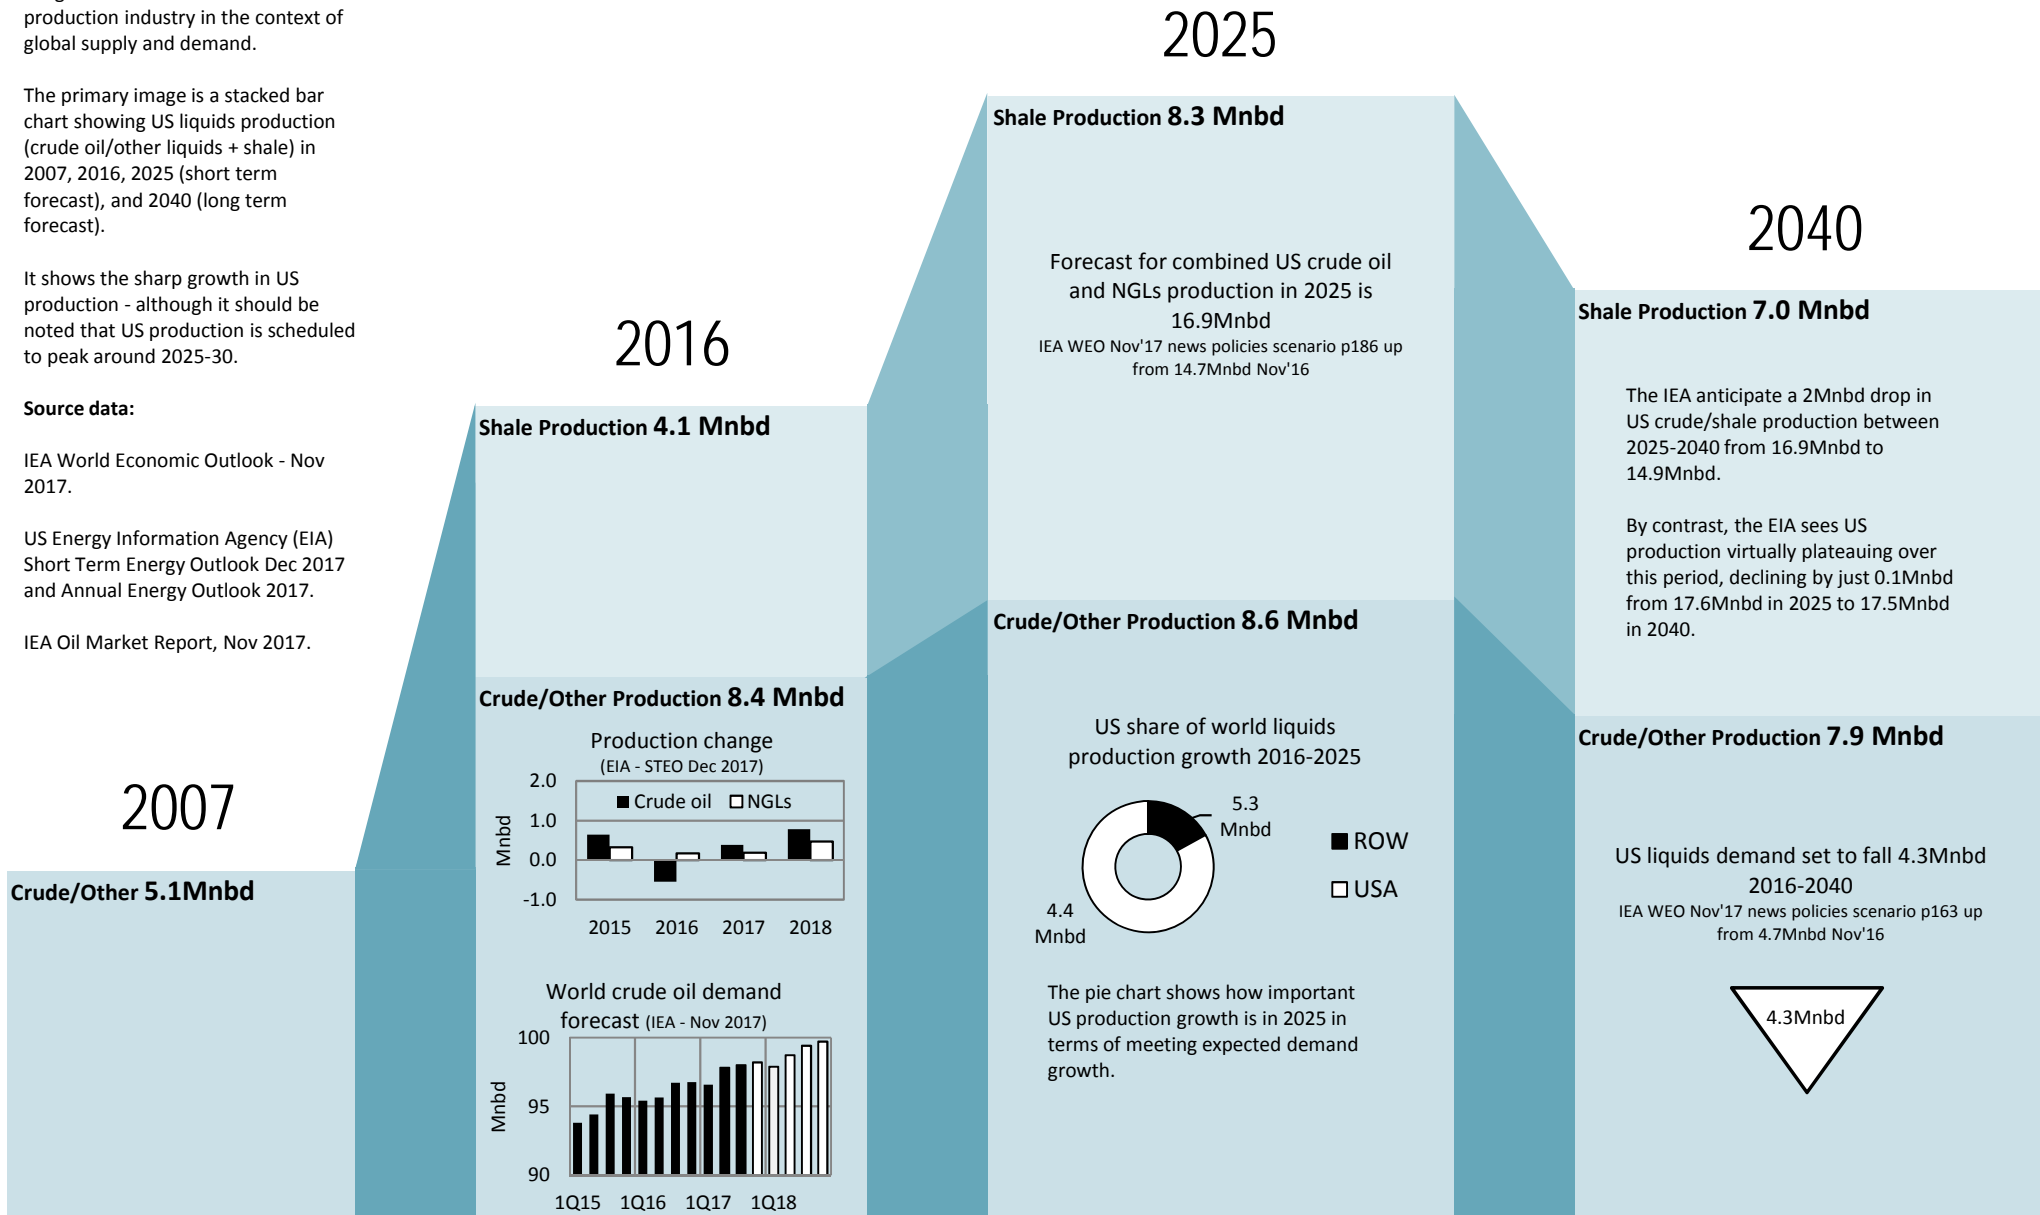 production industry in the context of
global supply and demand.
The primary image is a stacked bar
chart showing US liquids production
(crude oil/other liquids + shale) in
2007, 2016, 2025 (short term
forecast), and 2040 (long term
forecast).
It shows the sharp growth in US
production - although it should be
noted that US production is scheduled
to peak around 2025-30.
Source data:
IEA World Economic Outlook - Nov
2017.
US Energy Information Agency (EIA)
Short Term Energy Outlook Dec 2017
and Annual Energy Outlook 2017.
IEA Oil Market Report, Nov 2017.
2007
Crude/Other 5.1Mnbd
2016
Shale Production 4.1 Mnbd
Crude/Other Production 8.4 Mnbd
Production change
(EIA - STEO Dec 2017)
Mnbd
2.0
1.0
0.0
-1.0
Crude oil NGLs
2015 2016 2017 2018
World crude oil demand
forecast (IEA - Nov 2017)
Mnbd
100
95
90
1Q15 1Q16 1Q17 1Q18
2025
Shale Production 8.3 Mnbd
Forecast for combined US crude oil
and NGLs production in 2025 is
16.9Mnbd
IEA WEO Nov'17 news policies scenario p186 up
from 14.7Mnbd Nov'16
Crude/Other Production 8.6 Mnbd
US share of world liquids
production growth 2016-2025
5.3
Mnbd
4.4
Mnbd
ROW
USA
The pie chart shows how important
US production growth is in 2025 in
terms of meeting expected demand
growth.
2040
Shale Production 7.0 Mnbd
The IEA anticipate a 2Mnbd drop in
US crude/shale production between
2025-2040 from 16.9Mnbd to
14.9Mnbd.
By contrast, the EIA sees US
production virtually plateauing over
this period, declining by just 0.1Mnbd
from 17.6Mnbd in 2025 to 17.5Mnbd
in 2040.
Crude/Other Production 7.9 Mnbd
US liquids demand set to fall 4.3Mnbd
2016-2040
IEA WEO Nov'17 news policies scenario p163 up
from 4.7Mnbd Nov'16
4.3Mnbd